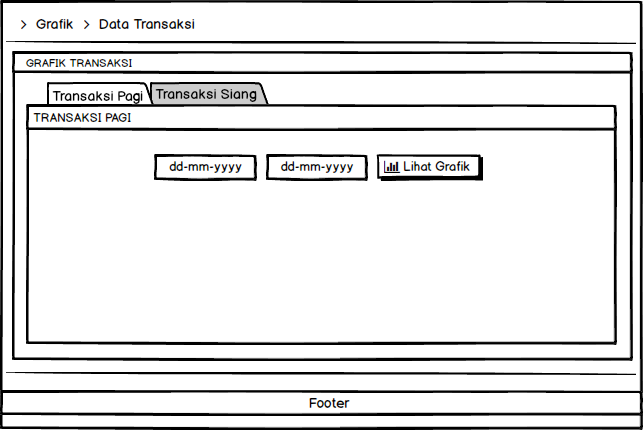 > Grafik > Data Transaksi
GRAFIK TRANSAKSI
Transaksi Pagi Transaksi Siang
TRANSAKSI PAGI
dd-mm-yyyy dd-mm-yyyy Lihat Grafik
Footer